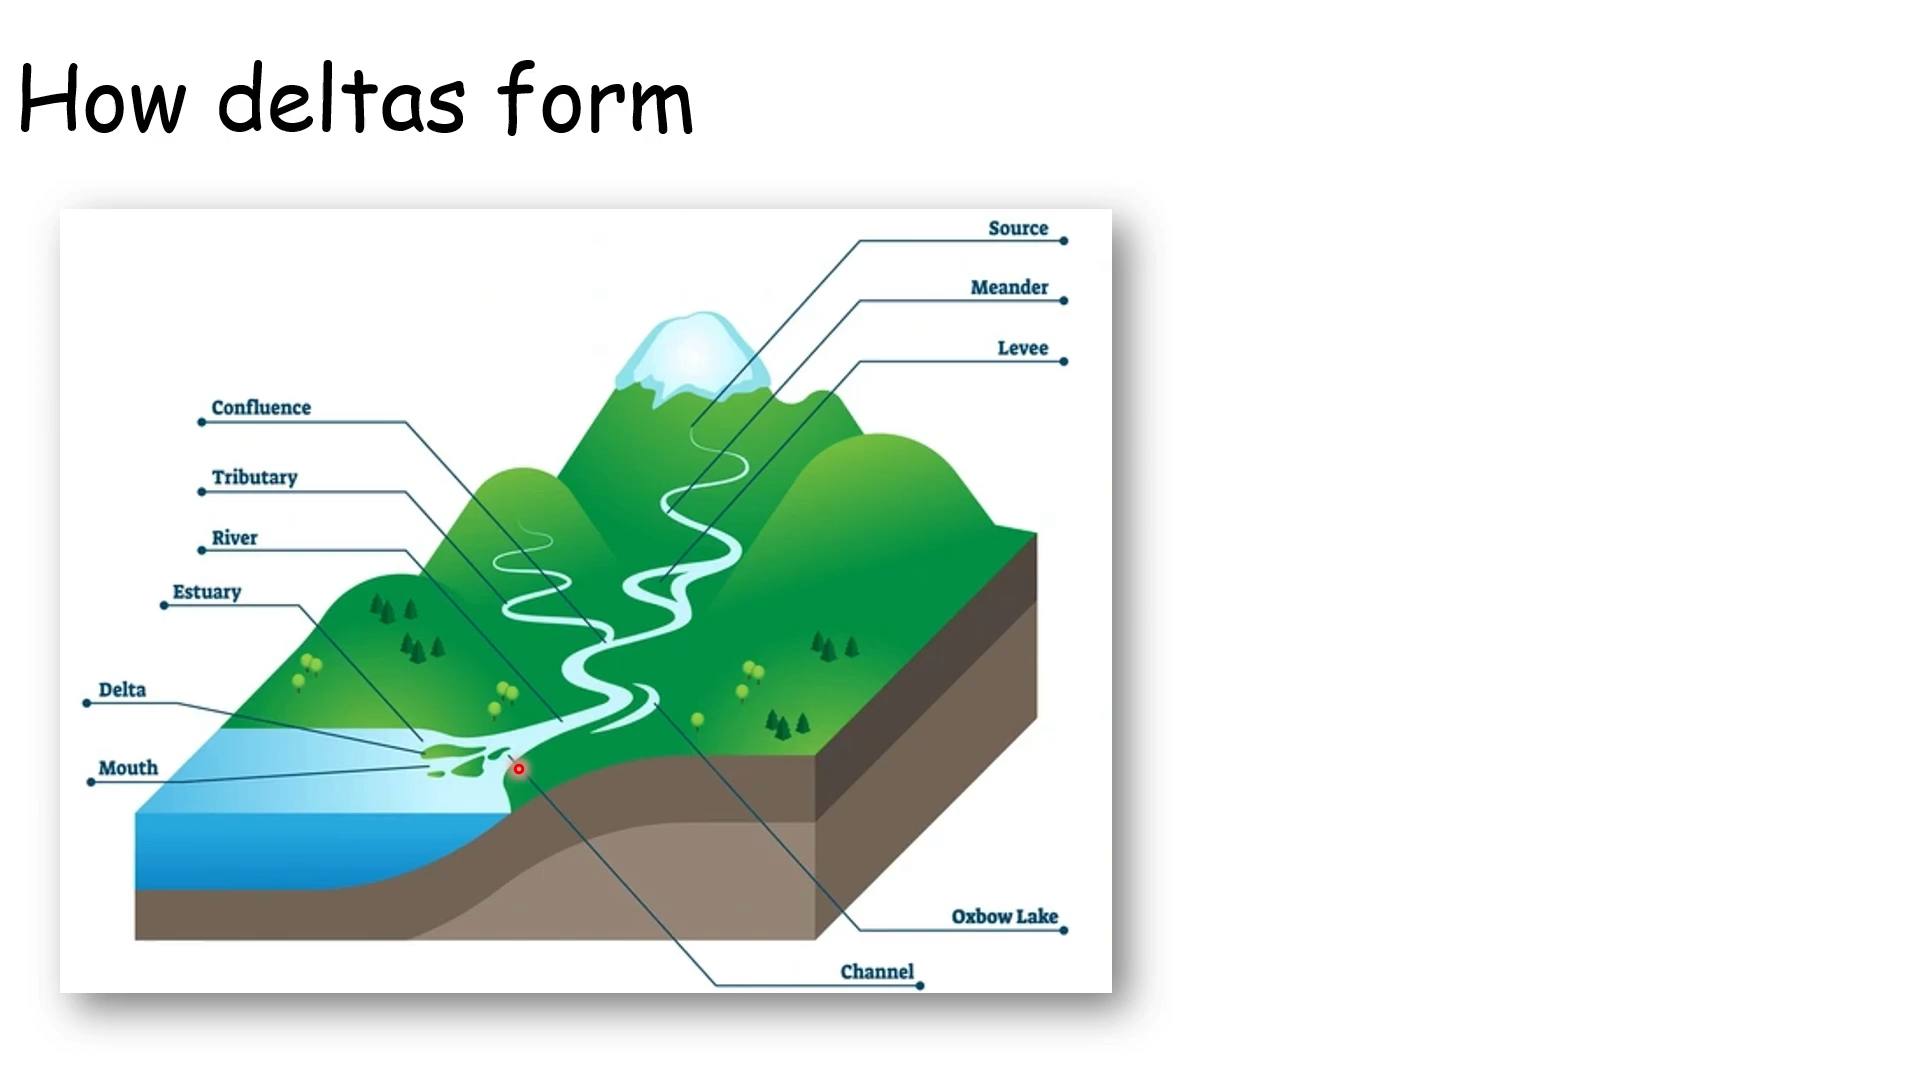 How deltas form
Source
Meander
Levee
Confluence
Tributary
River
Estuary
Delta
Mouth
Oxbow Lake
Channel